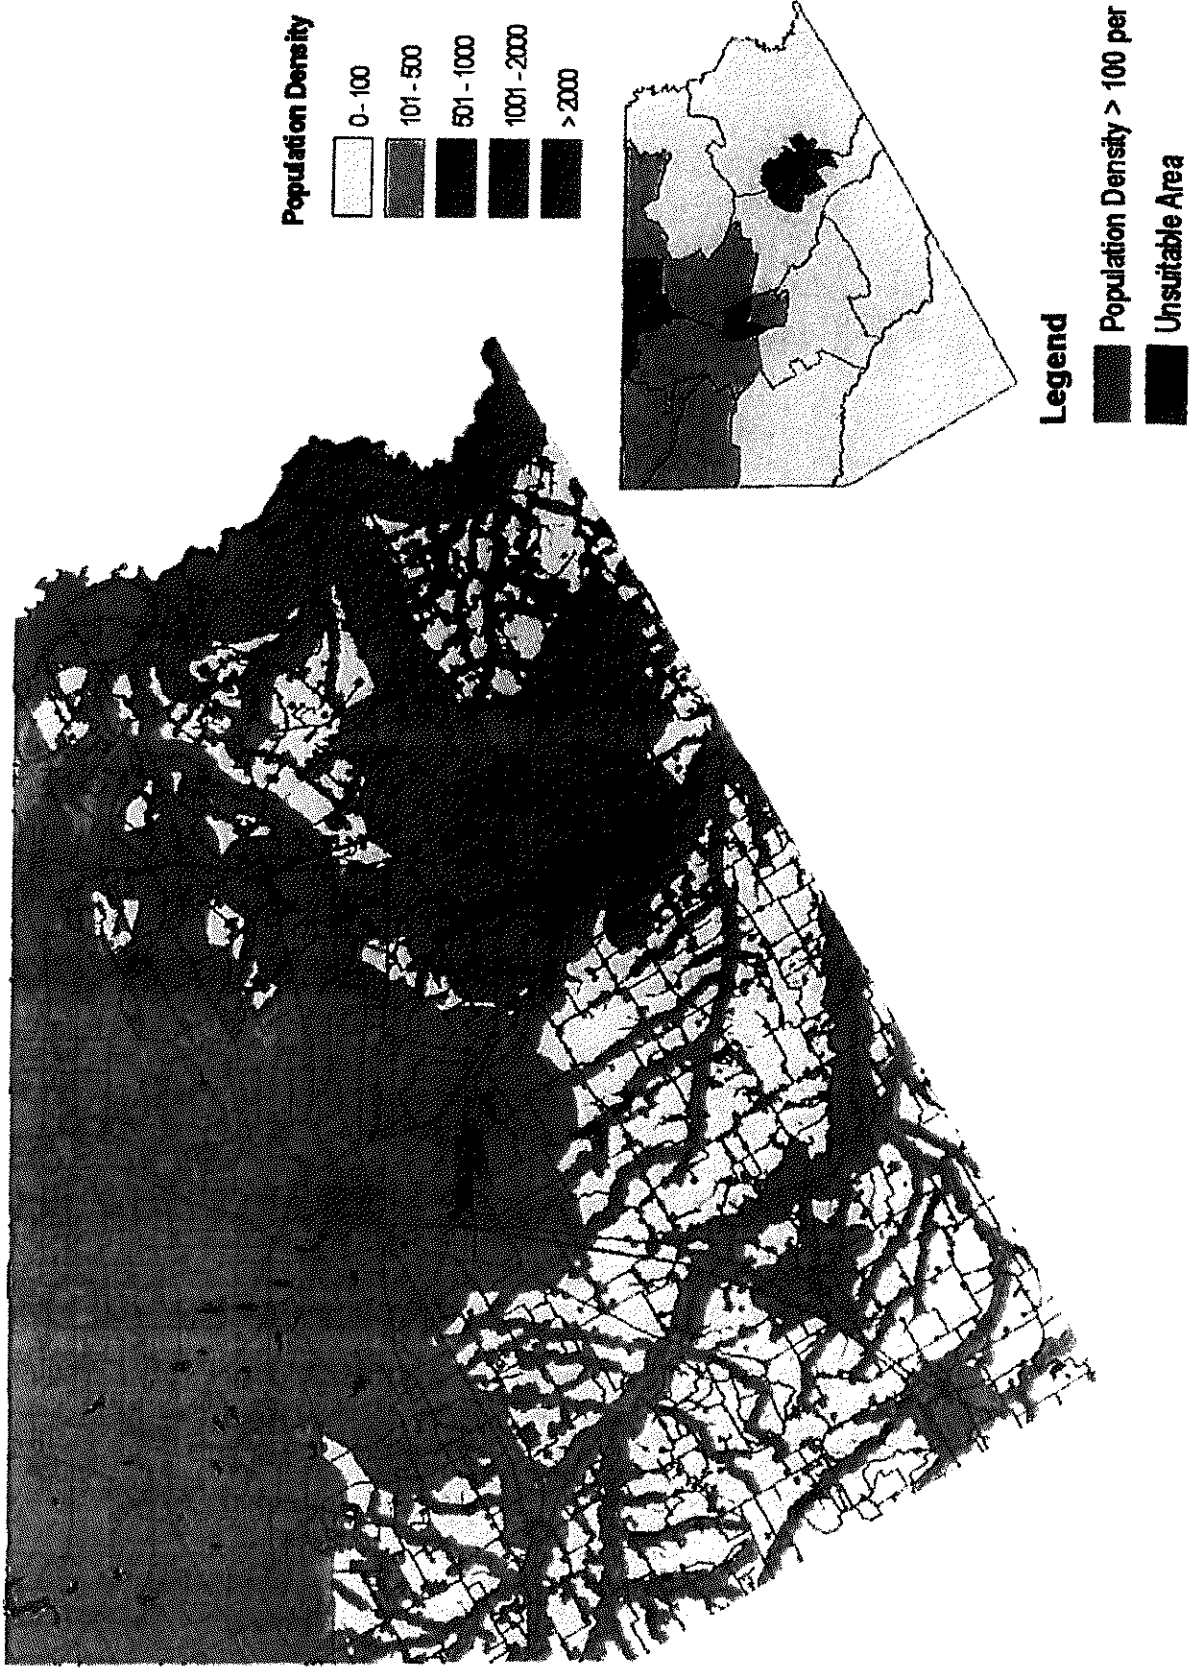 Population Density
0 - 100
101 - 500
501 - 1000
1001 - 2000
> 2000
Legend
Population Density > 100 per
Unsuitable Area